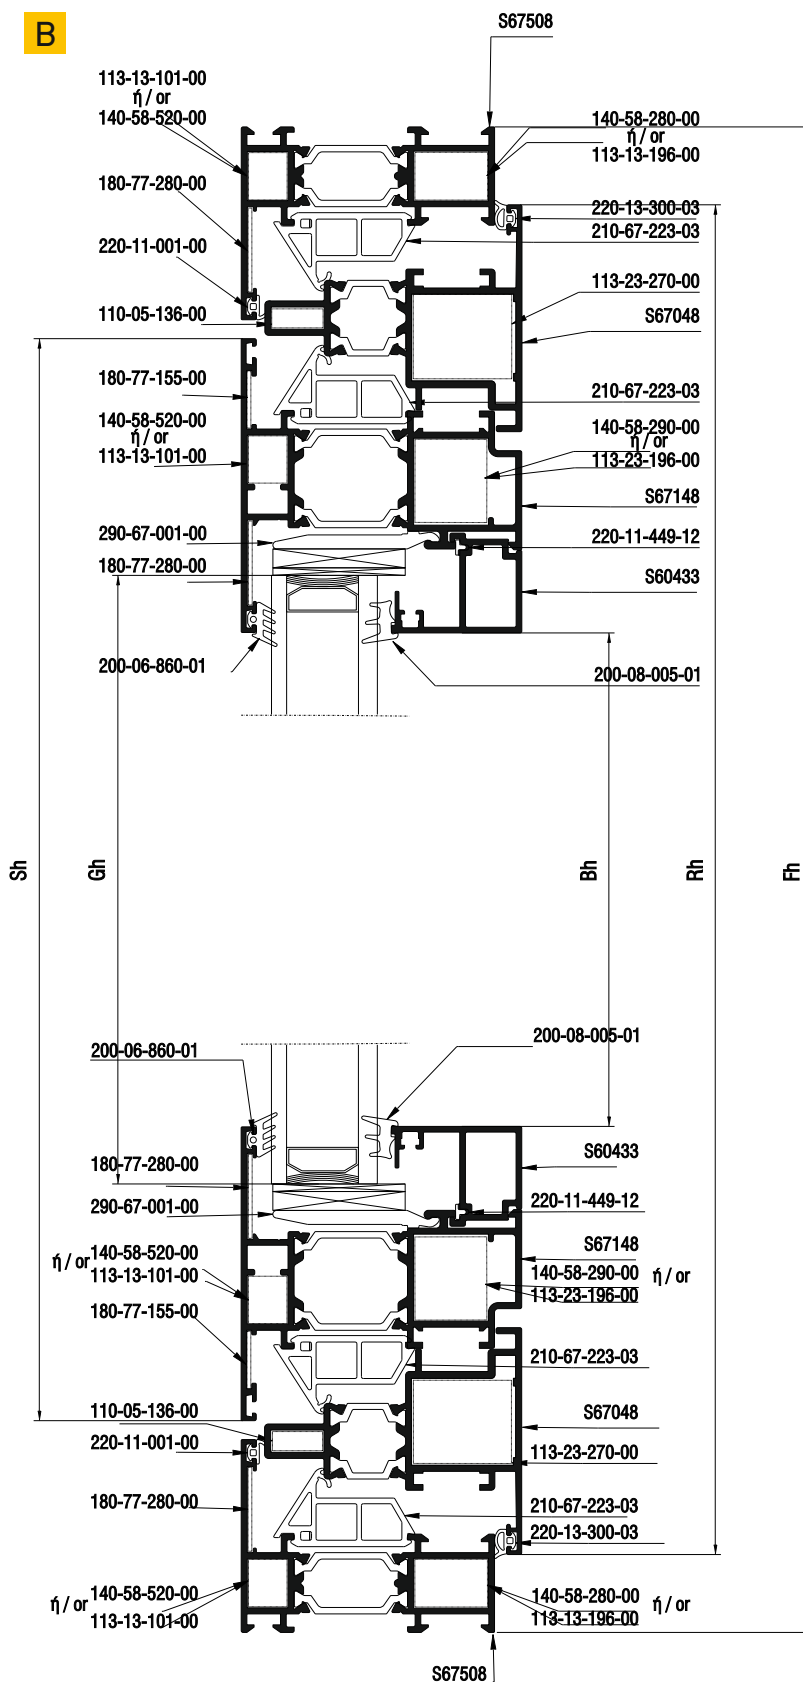 B
S67508
113-13-101-00
ή / or
140-58-520-00
140-58-280-00
ή / or
113-13-196-00
180-77-280-00
220-13-300-03
210-67-223-03
220-11-001-00
113-23-270-00
110-05-136-00
S67048
180-77-155-00
210-67-223-03
140-58-520-00
ή / or
113-13-101-00
140-58-290-00
ή / or
113-23-196-00
S67148
290-67-001-00
220-11-449-12
180-77-280-00
S60433
200-06-860-01
200-08-005-01
Sh
Gh
Bh
Rh
Fh
200-08-005-01
200-06-860-01
S60433
180-77-280-00
220-11-449-12
290-67-001-00
S67148
140-58-520-00
ή / or
113-13-101-00
140-58-290-00
ή / or
113-23-196-00
180-77-155-00
210-67-223-03
110-05-136-00
S67048
220-11-001-00
113-23-270-00
180-77-280-00
210-67-223-03
220-13-300-03
140-58-520-00
ή / or
113-13-101-00
140-58-280-00
ή / or
113-13-196-00
S67508